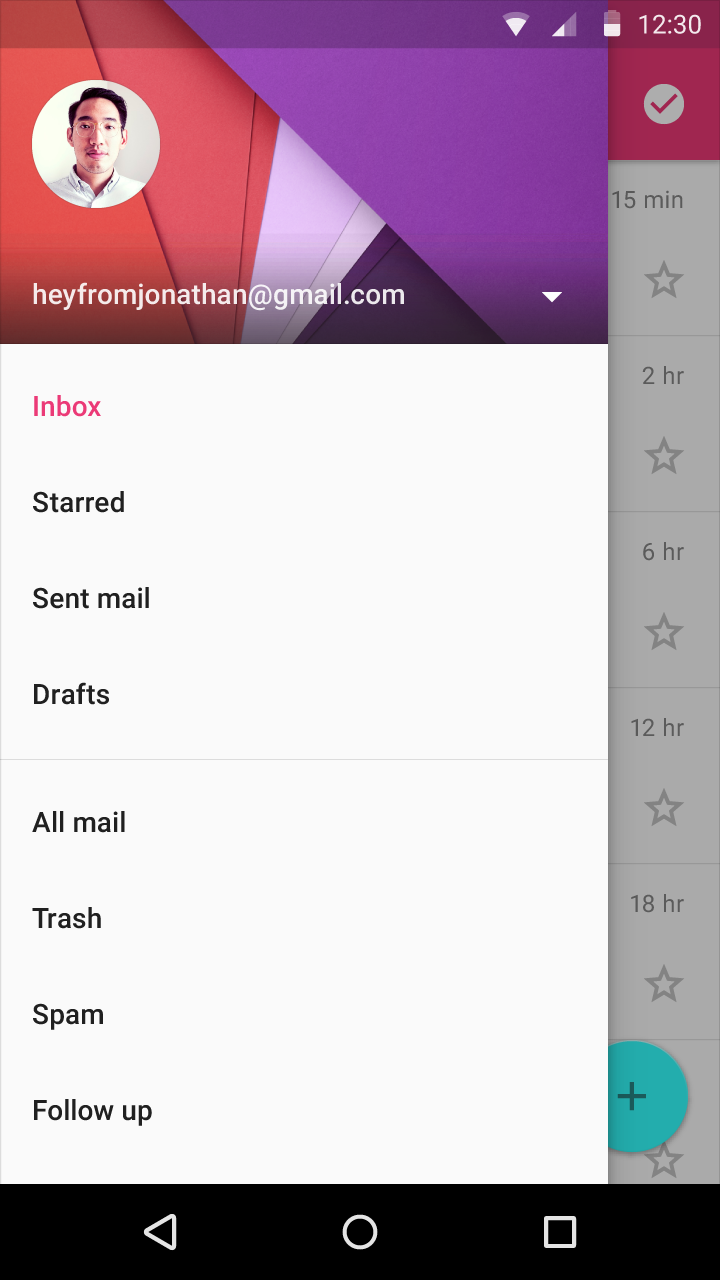 12:30
15 min
heyfromjonathan@gmail.com
2 hr
Inbox
Starred
6 hr
Sent mail
Drafts
12 hr
All mail
18 hr
Trash
Spam
Follow up